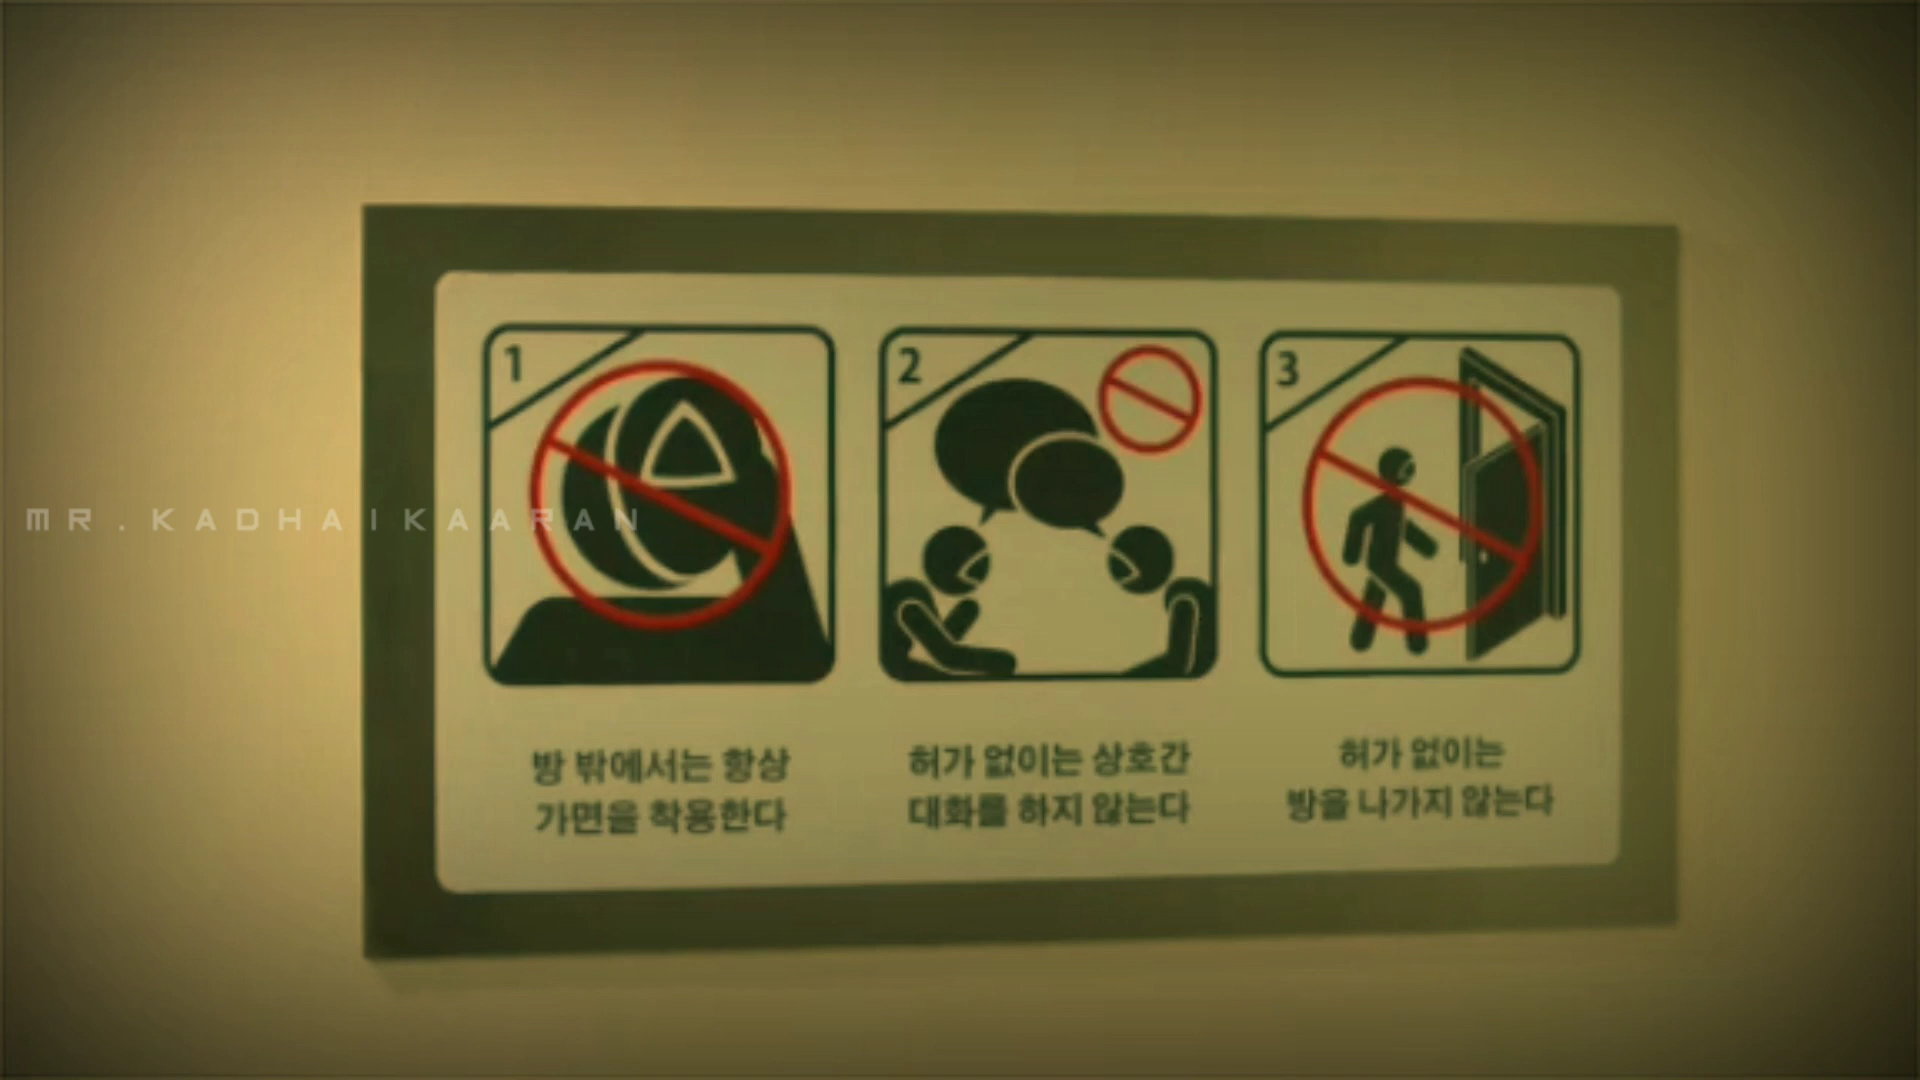 1
2
3
MR.KADHAIKAARAN
방 밖에서는 항상
가면을 착용한다
허가 없이는 상호간
대화를 하지 않는다
허가 없이는
방을 나가지 않는다